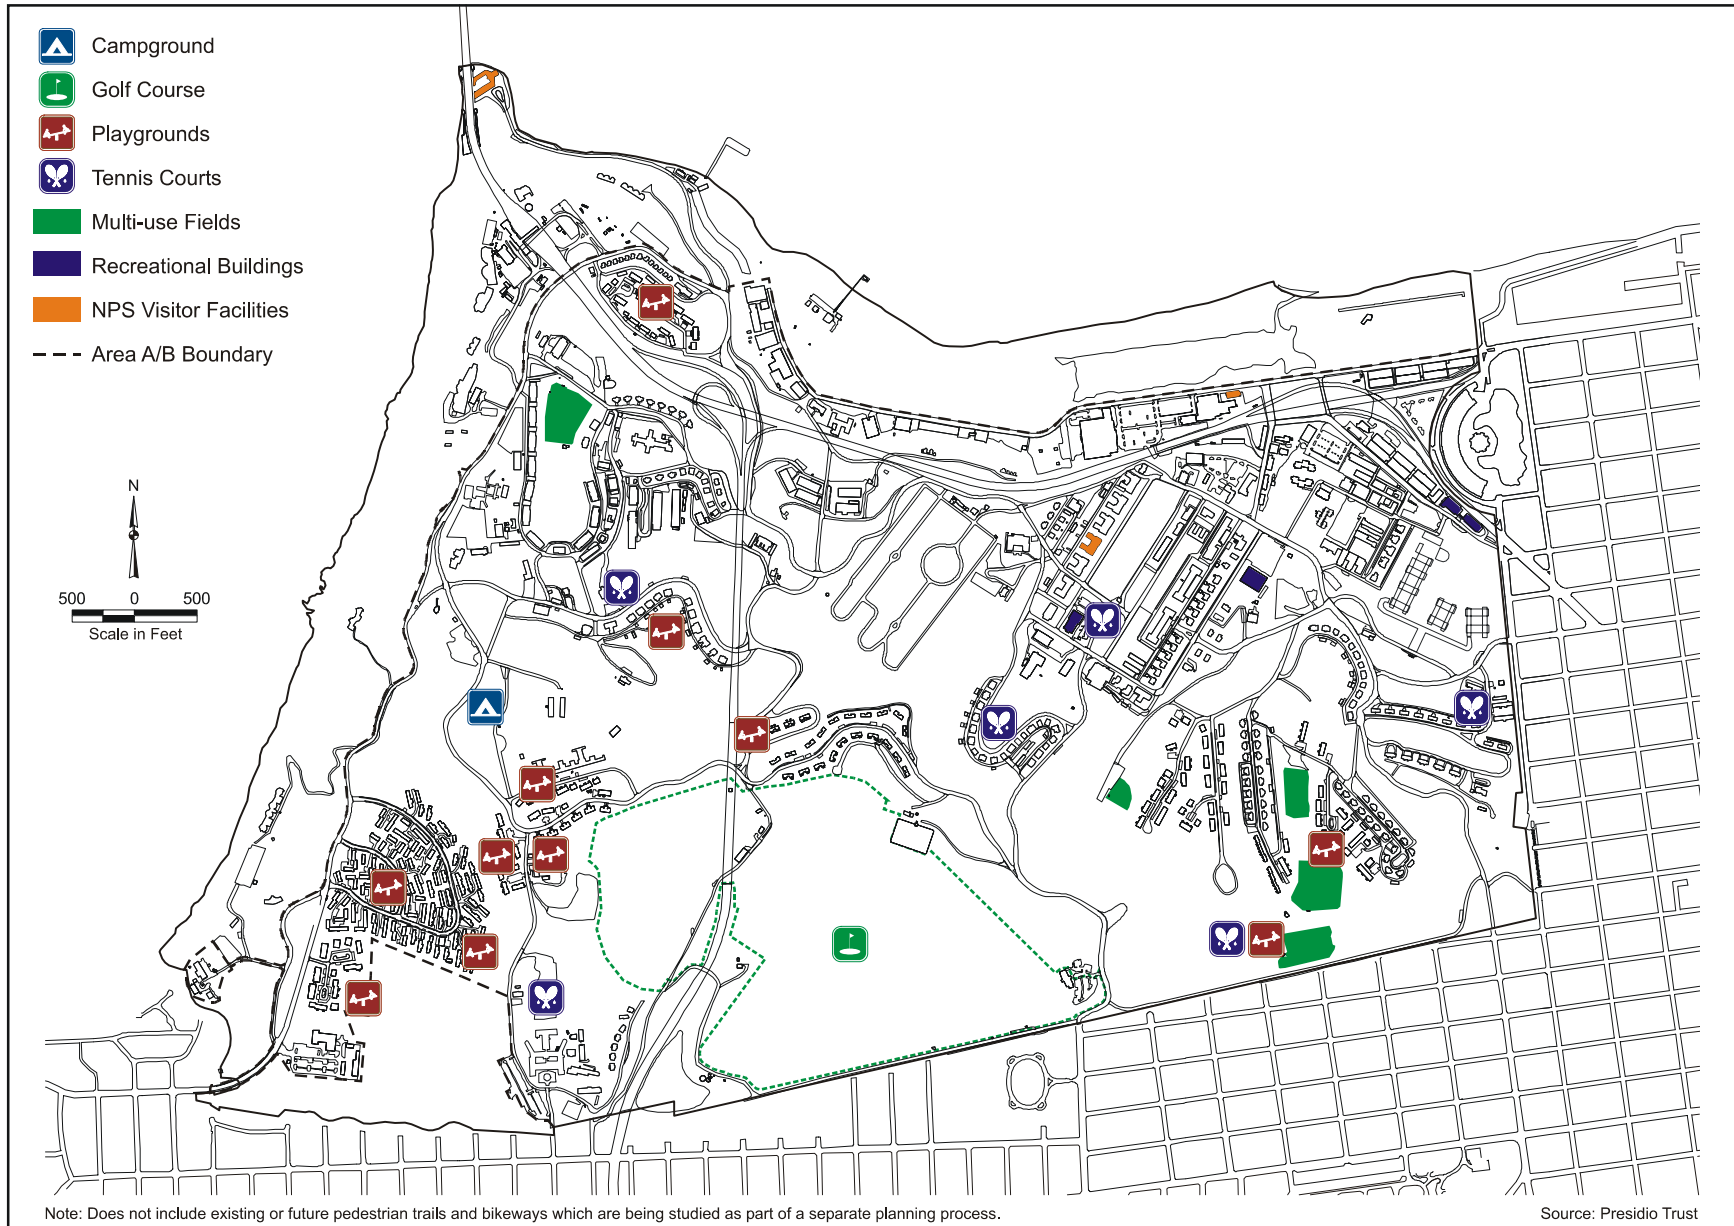 Campground
Golf Course
Playgrounds
Tennis Courts
Multi-use Fields
Recreational Buildings
NPS Visitor Facilities
Area A/B Boundary
N
500 0 500
Scale in Feet
Note: Does not include existing or future pedestrian trails and bikeways which are being studied as part of a separate planning process.
Source: Presidio Trust